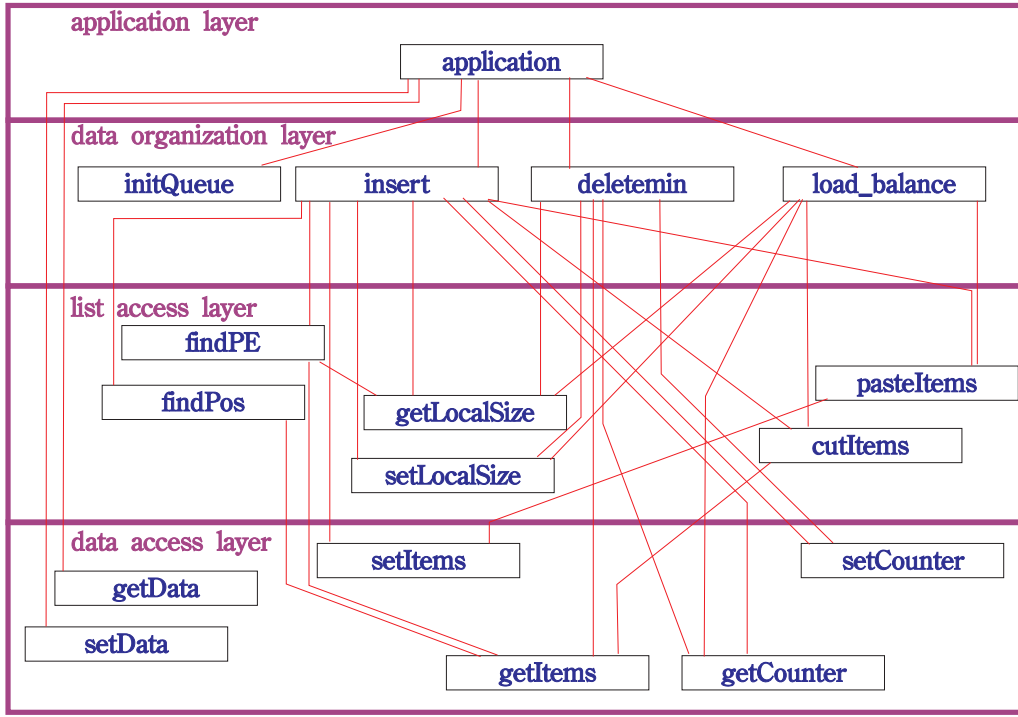 application layer
application
data organization layer
initQueue
insert
deletemin
load_balance
list access layer
findPE
pasteItems
findPos
getLocalSize
cutItems
setLocalSize
data access layer
setItems
setCounter
getData
setData
getItems
getCounter